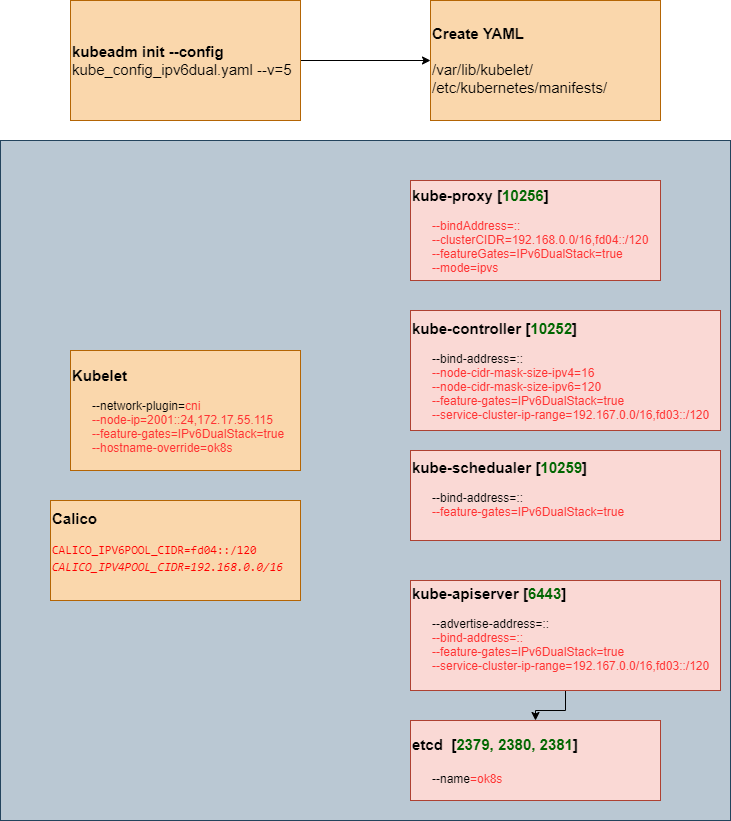 kubeadm init --config
kube_config_ipv6dual.yaml --v=5
Create YAML
/var/lib/kubelet/
/etc/kubernetes/manifests/
kube-proxy [10256]
--bindAddress=::
--clusterCIDR=192.168.0.0/16,fd04::/120
--featureGates=IPv6DualStack=true
--mode=ipvs
kube-controller [10252]
--bind-address=::
--node-cidr-mask-size-ipv4=16
--node-cidr-mask-size-ipv6=120
--feature-gates=IPv6DualStack=true
--service-cluster-ip-range=192.167.0.0/16,fd03::/120
Kubelet
--network-plugin=cni
--node-ip=2001::24,172.17.55.115
--feature-gates=IPv6DualStack=true
--hostname-override=ok8s
kube-schedualer [10259]
--bind-address=::
--feature-gates=IPv6DualStack=true
Calico
CALICO_IPV6POOL_CIDR=fd04::/120
CALICO_IPV4POOL_CIDR=192.168.0.0/16
kube-apiserver [6443]
--advertise-address=::
--bind-address=::
--feature-gates=IPv6DualStack=true
--service-cluster-ip-range=192.167.0.0/16,fd03::/120
etcd [2379, 2380, 2381]
--name=ok8s